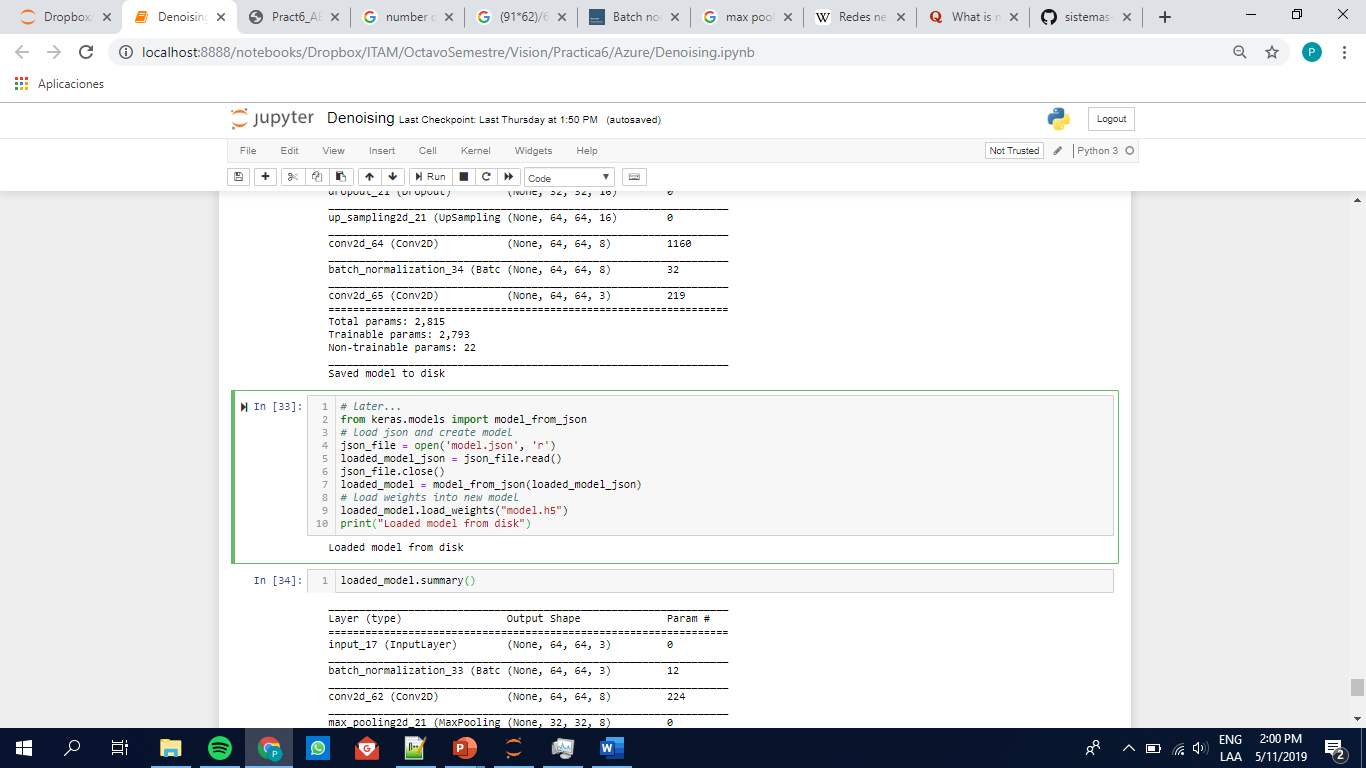 Dropbox/
Denoising
Pract6_AE
number o
(91*62)/6
Batch no
max pool
Redes ne
What is n
sistemas-
localhost:8888/notebooks/Dropbox/ITAM/OctavoSemestre/Vision/Practica6/Azure/Denoising.ipynb
P
Aplicaciones
jupyter Denoising Last Checkpoint: Last Thursday at 1:50 PM (autosaved)
Logout
File Edit View Insert Cell Kernel Widgets Help
Not Trusted Python 3
Run Code
dropout_21 (Dropout) (None, 32, 32, 16) 0
up_sampling2d_21 (UpSampling (None, 64, 64, 16) 0
conv2d_64 (Conv2D) (None, 64, 64, 8) 1160
batch_normalization_34 (Batc (None, 64, 64, 8) 32
conv2d_65 (Conv2D) (None, 64, 64, 3) 219
Total params: 2,815
Trainable params: 2,793
Non-trainable params: 22
Saved model to disk
In [33]:
1 # later...
2 from keras.models import model_from_json
3 # load json and create model
4 json_file = open('model.json', 'r')
5 loaded_model_json = json_file.read()
6 json_file.close()
7 loaded_model = model_from_json(loaded_model_json)
8 # load weights into new model
9 loaded_model.load_weights("model.h5")
10 print("Loaded model from disk")
Loaded model from disk
In [34]:
1 loaded_model.summary()
Layer (type) Output Shape Param #
input_17 (InputLayer) (None, 64, 64, 3) 0
batch_normalization_33 (Batc (None, 64, 64, 3) 12
conv2d_62 (Conv2D) (None, 64, 64, 8) 224
max_pooling2d_21 (MaxPooling (None, 32, 32, 8) 0
ENG
LAA
2:00 PM
5/11/2019
2